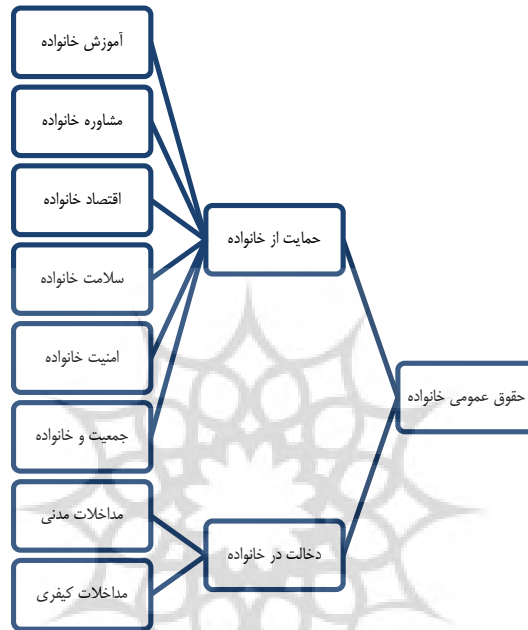 حقوق عمومی خانواده
حمایت از خانواده
آموزش خانواده
مشاوره خانواده
اقتصاد خانواده
سلامت خانواده
امنیت خانواده
جمعیت و خانواده
دخالت در خانواده
مداخلات مدنی
مداخلات کیفری